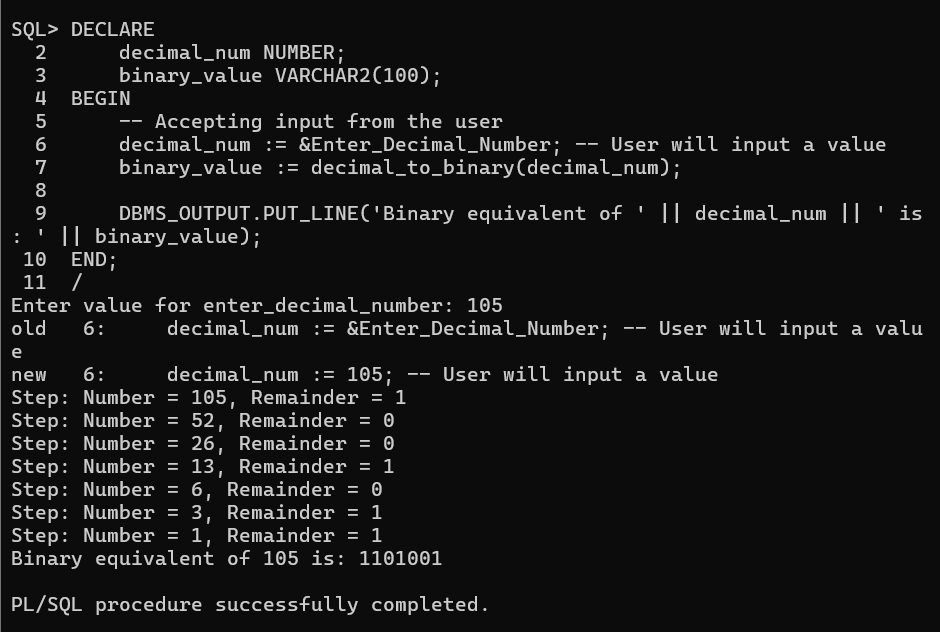 SQL> DECLARE
  2      decimal_num NUMBER;
  3      binary_value VARCHAR2(100);
  4  BEGIN
  5      -- Accepting input from the user
  6      decimal_num := &Enter_Decimal_Number; -- User will input a value
  7      binary_value := decimal_to_binary(decimal_num);
  8
  9      DBMS_OUTPUT.PUT_LINE('Binary equivalent of ' || decimal_num || ' is
: ' || binary_value);
 10  END;
 11  /
Enter value for enter_decimal_number: 105
old   6:     decimal_num := &Enter_Decimal_Number; -- User will input a valu
e
new   6:     decimal_num := 105; -- User will input a value
Step: Number = 105, Remainder = 1
Step: Number = 52, Remainder = 0
Step: Number = 26, Remainder = 0
Step: Number = 13, Remainder = 1
Step: Number = 6, Remainder = 0
Step: Number = 3, Remainder = 1
Step: Number = 1, Remainder = 1
Binary equivalent of 105 is: 1101001

PL/SQL procedure successfully completed.